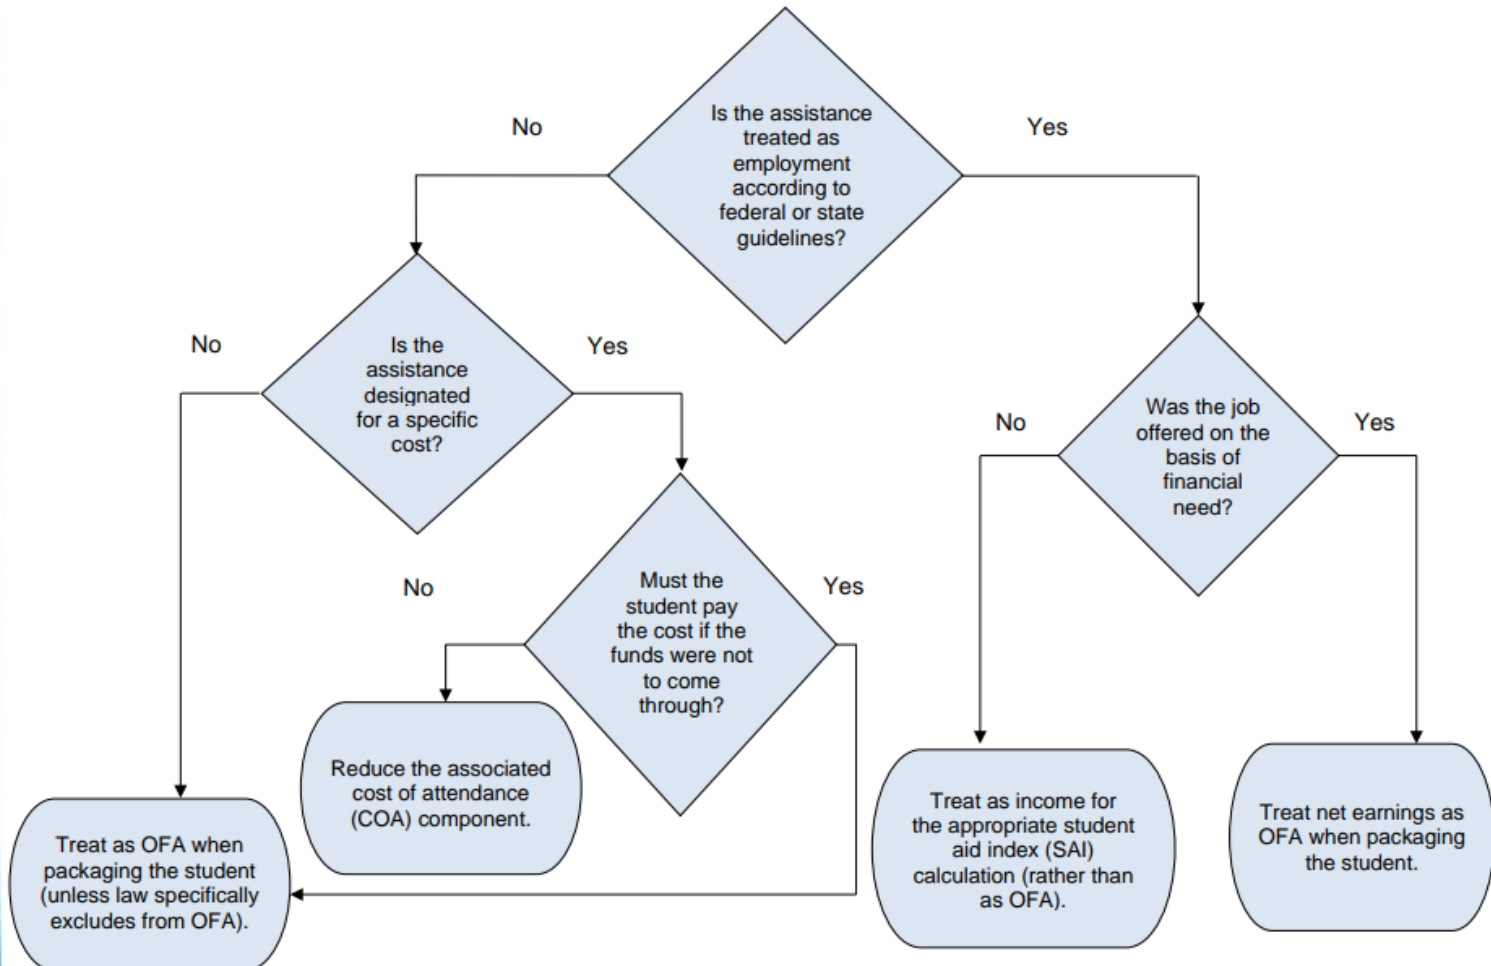 Is the assistance
treated as
employment
according to
federal or state
guidelines?
No
Yes
Is the
assistance
designated
for a specific
cost?
No
Yes
Must the
student pay
the cost if the
funds were not
to come
through?
No
Yes
Was the job
offered on the
basis of
financial
need?
No
Yes
Treat as OFA when
packaging the student
(unless law specifically
excludes from OFA).
Reduce the associated
cost of attendance
(COA) component.
Treat as income for
the appropriate student
aid index (SAI)
calculation (rather than
as OFA).
Treat net earnings as
OFA when packaging
the student.